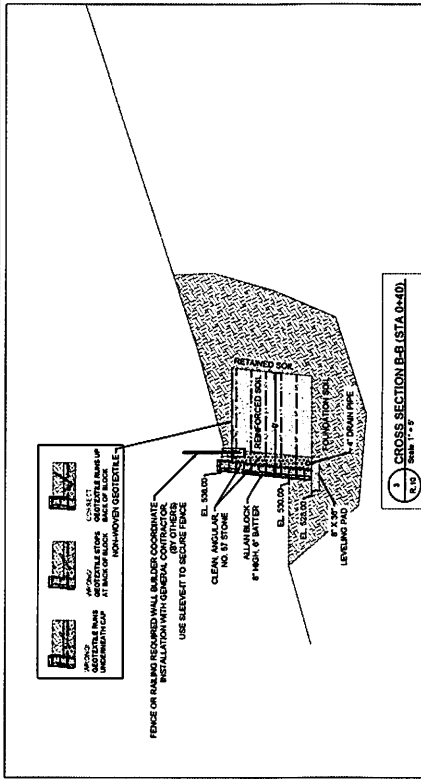 WRONG!
GEOTEXTILE RUNS
UNDERNEATH CAP
WRONG!
GEOTEXTILE STOPS
AT BACK OF BLOCK
CORRECT
GEOTEXTILE RUNS UP
BACK OF BLOCK
NON-WOVEN GEOTEXTILE
FENCE OR RAILING REQUIRED WALL BUILDER COORDINATE
INSTALLATION WITH GENERAL CONTRACTOR.
(BY OTHERS)
USE SLEEVE-IT TO SECURE FENCE
EL. 536.00
CLEAN, ANGULAR,
NO. 57 STONE
ALLAN BLOCK
8" HIGH, 6° BATTER
EL. 530.00
EL.
8" X 36"
LEVELING PAD
RETAINED SOIL
REINFORCED SOIL
FOUNDATION SOIL
4" DRAIN PIPE
3
R.10
CROSS SECTION B-B (STA 0+40)
Scale: 1" = 5'